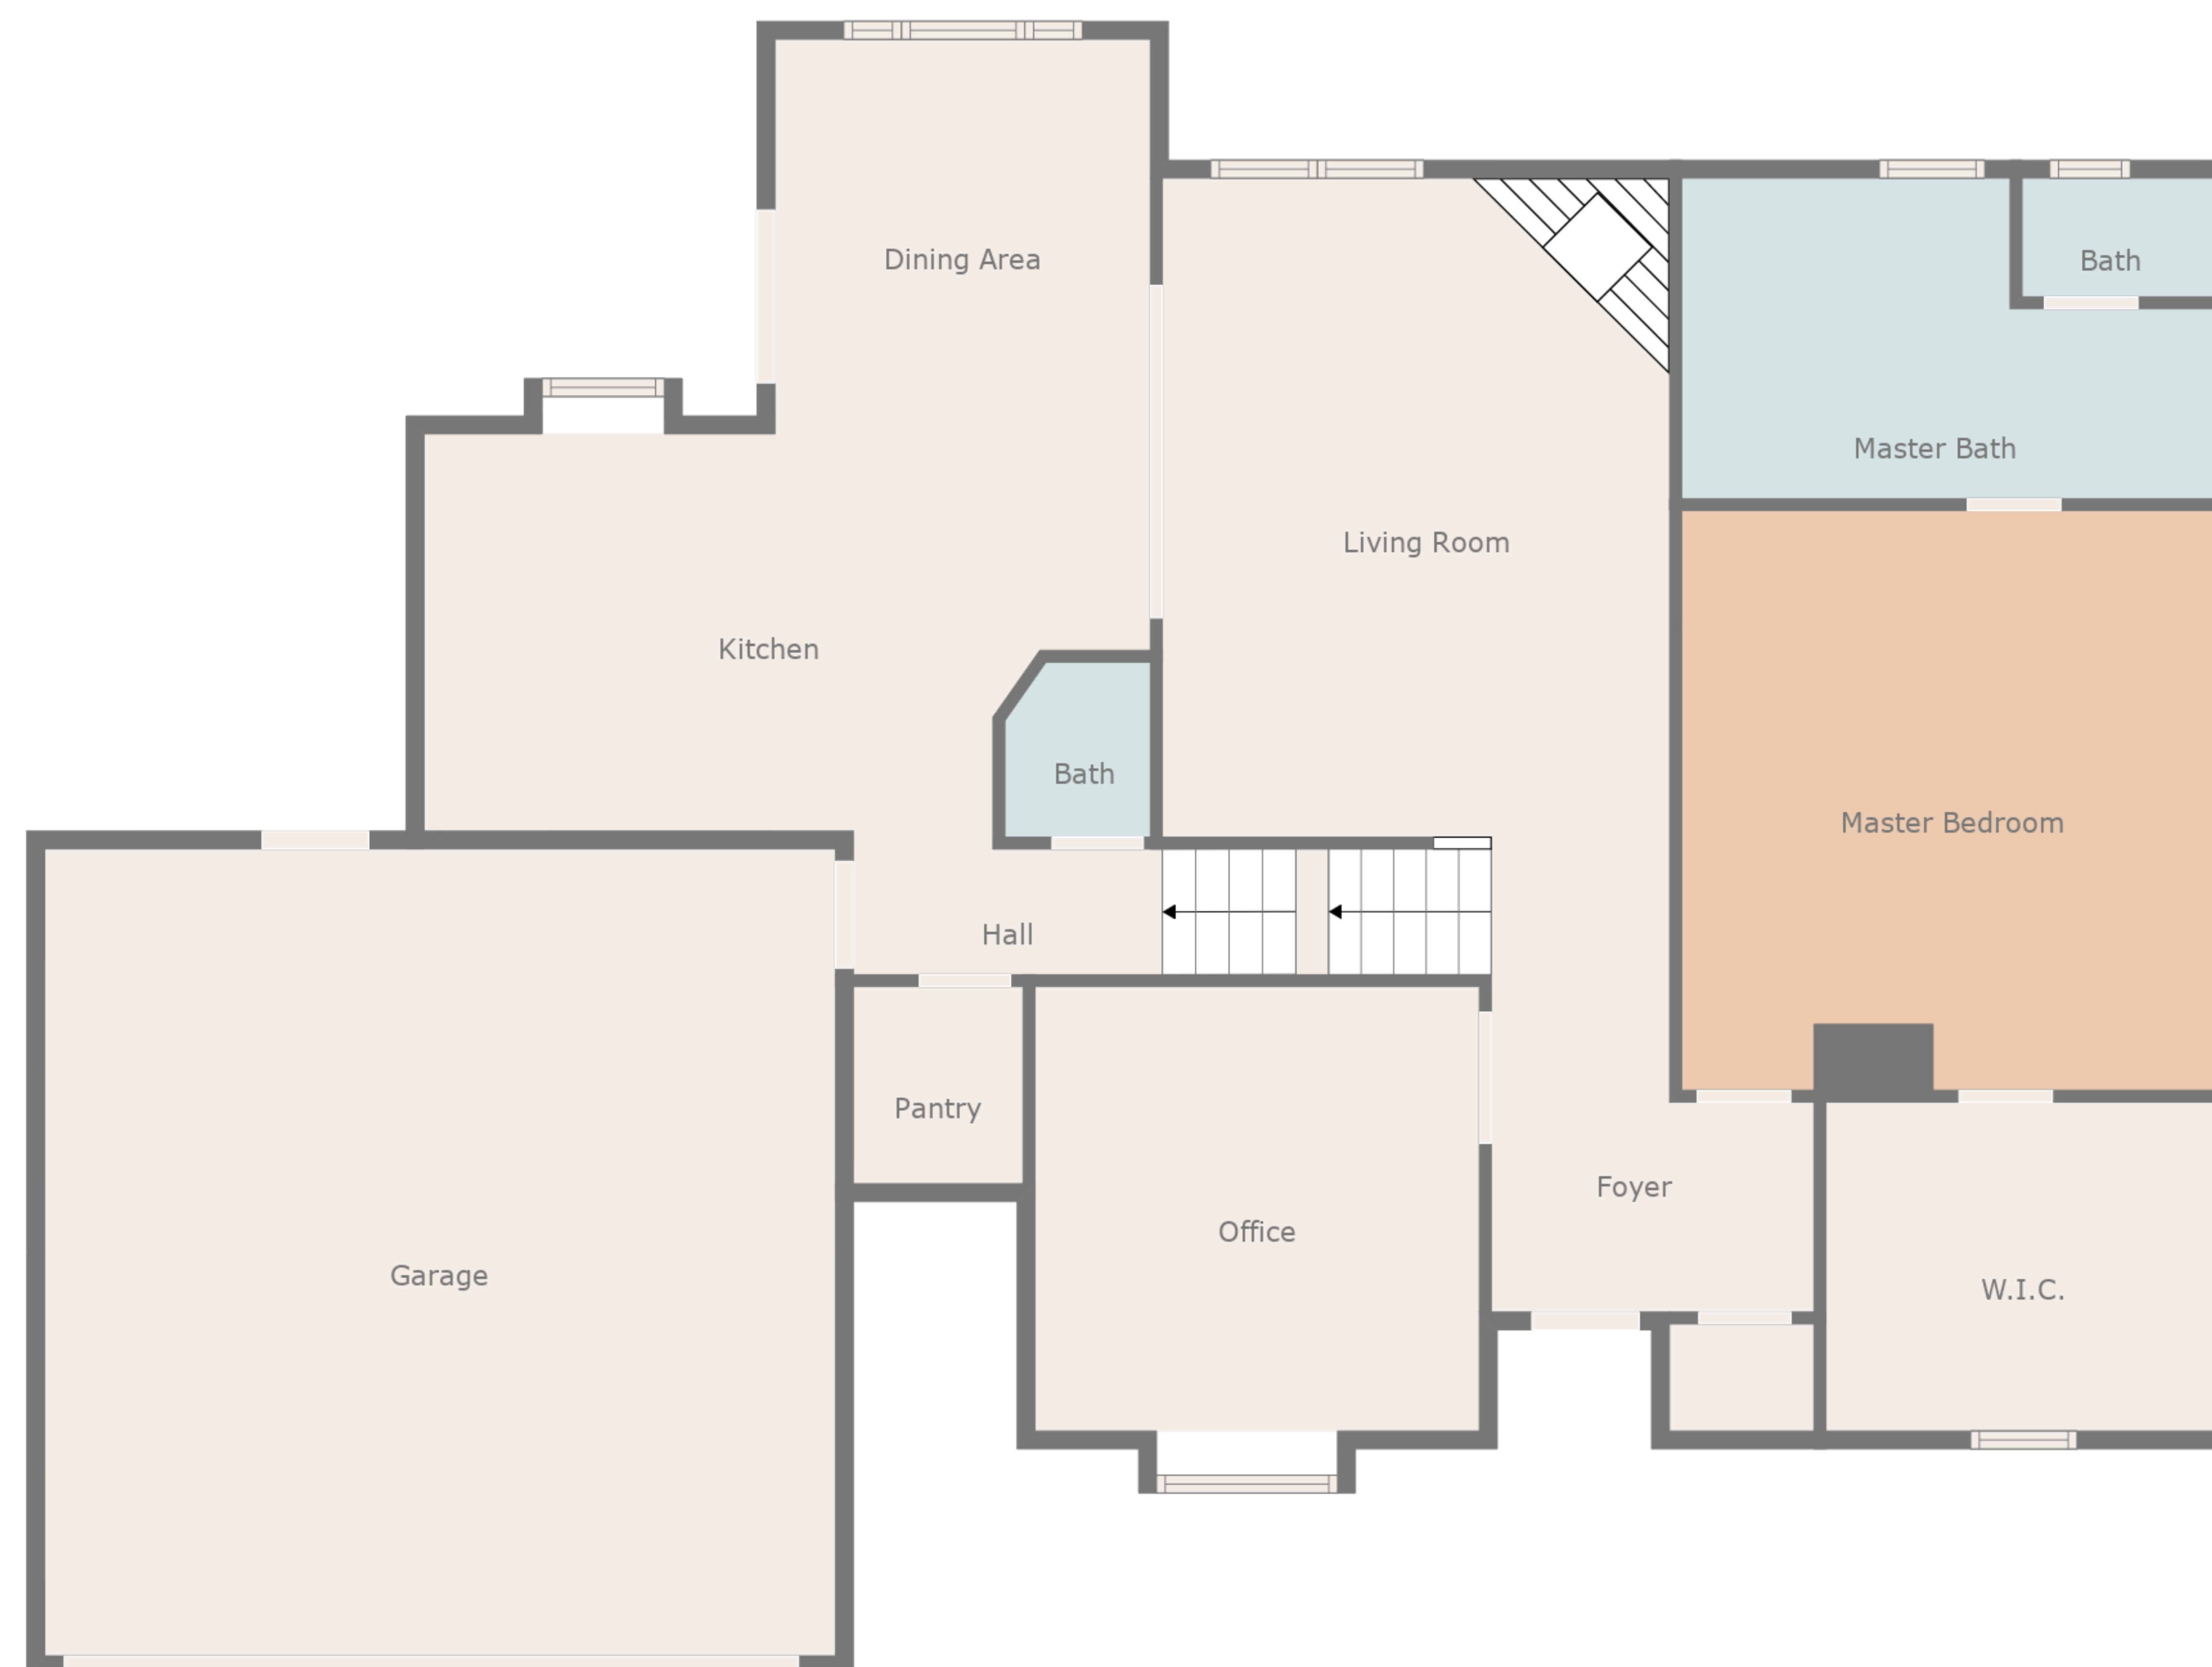 Dining Area
Bath
Master Bath
Living Room
Kitchen
Bath
Master Bedroom
Hall
Pantry
Foyer
Office
Garage
W.I.C.